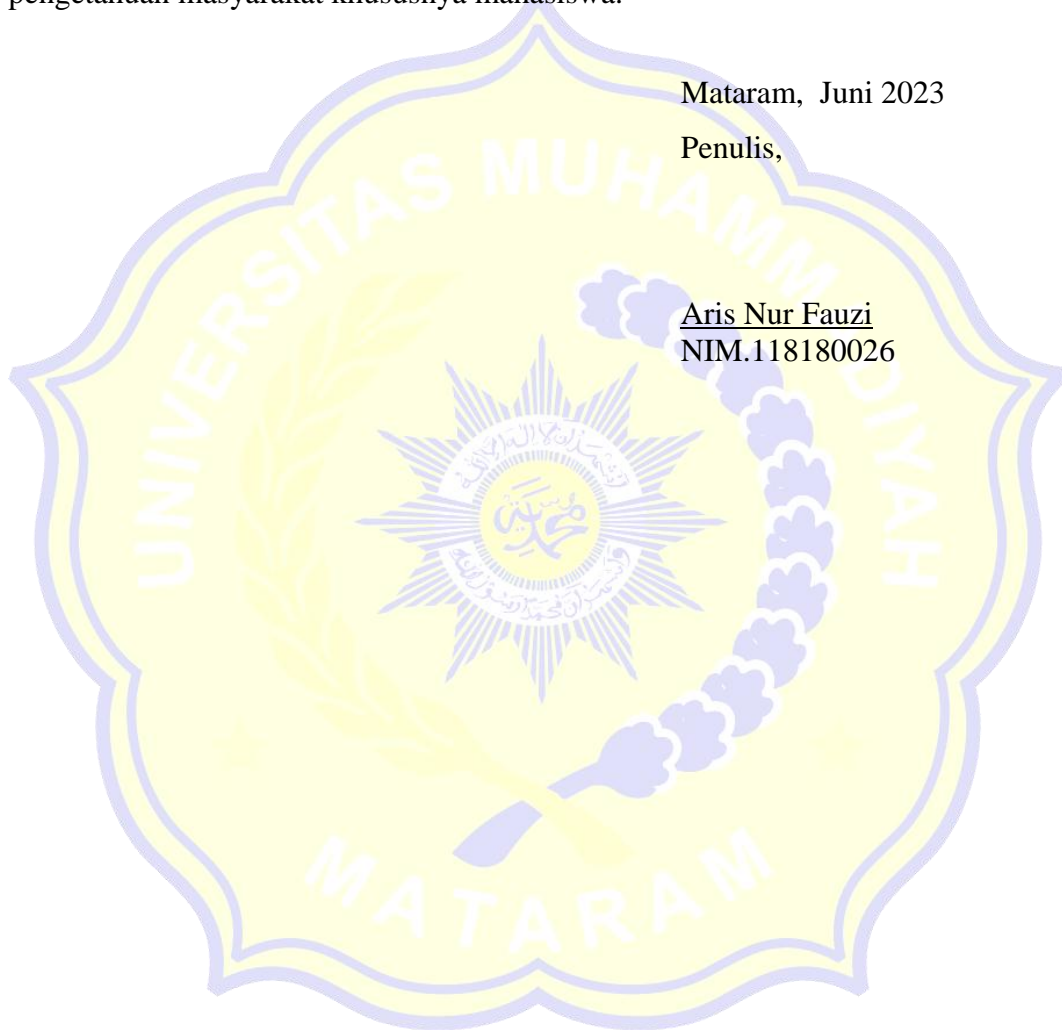 pengetahuan masyarakat khususnya mahasiswa.
Mataram, Juni 2023
Penulis,
Aris Nur Fauzi
NIM.118180026
UNIVERSITAS MUHAMMADIYAH
MATARAM